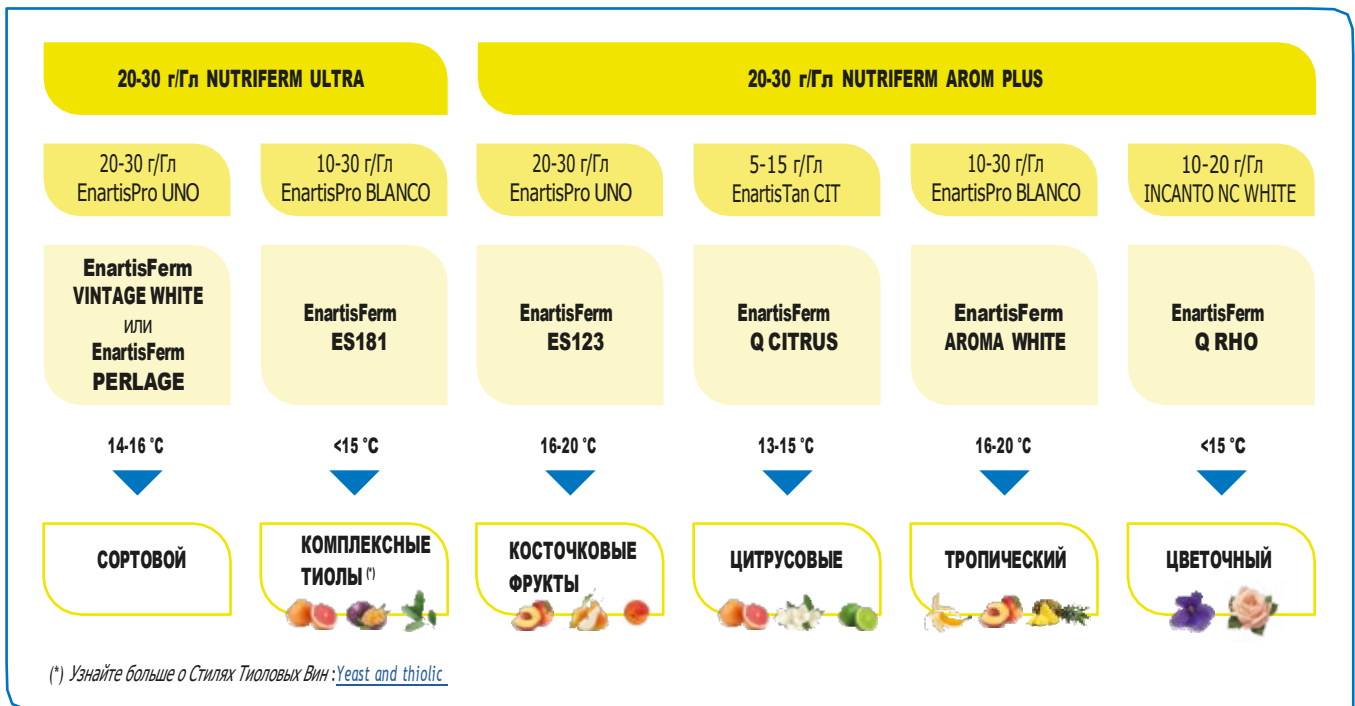 20-30 г/Гл NUTRIFERM ULTRA
20-30 г/Гл NUTRIFERM AROM PLUS
20-30 г/Гл
EnartisPro UNO
10-30 г/Гл
EnartisPro BLANCO
20-30 г/Гл
EnartisPro UNO
5-15 г/Гл
EnartisTan CIT
10-30 г/Гл
EnartisPro BLANCO
10-20 г/Гл
INCANTO NC WHITE
EnartisFerm
VINTAGE WHITE
или
EnartisFerm
PERLAGE
EnartisFerm
ES181
EnartisFerm
ES123
EnartisFerm
Q CITRUS
EnartisFerm
AROMA WHITE
EnartisFerm
Q RHO
14-16 °C
<15 °C
16-20 °C
13-15 °C
16-20 °C
<15 °C
СОРТОВОЙ
КОМПЛЕКСНЫЕ
ТИОЛЫ (*)
КОСТОЧКОВЫЕ
ФРУКТЫ
ЦИТРУСОВЫЕ
ТРОПИЧЕСКИЙ
ЦВЕТОЧНЫЙ
(*) Узнайте больше о Стилях Тиоловых Вин : Yeast and thiolic